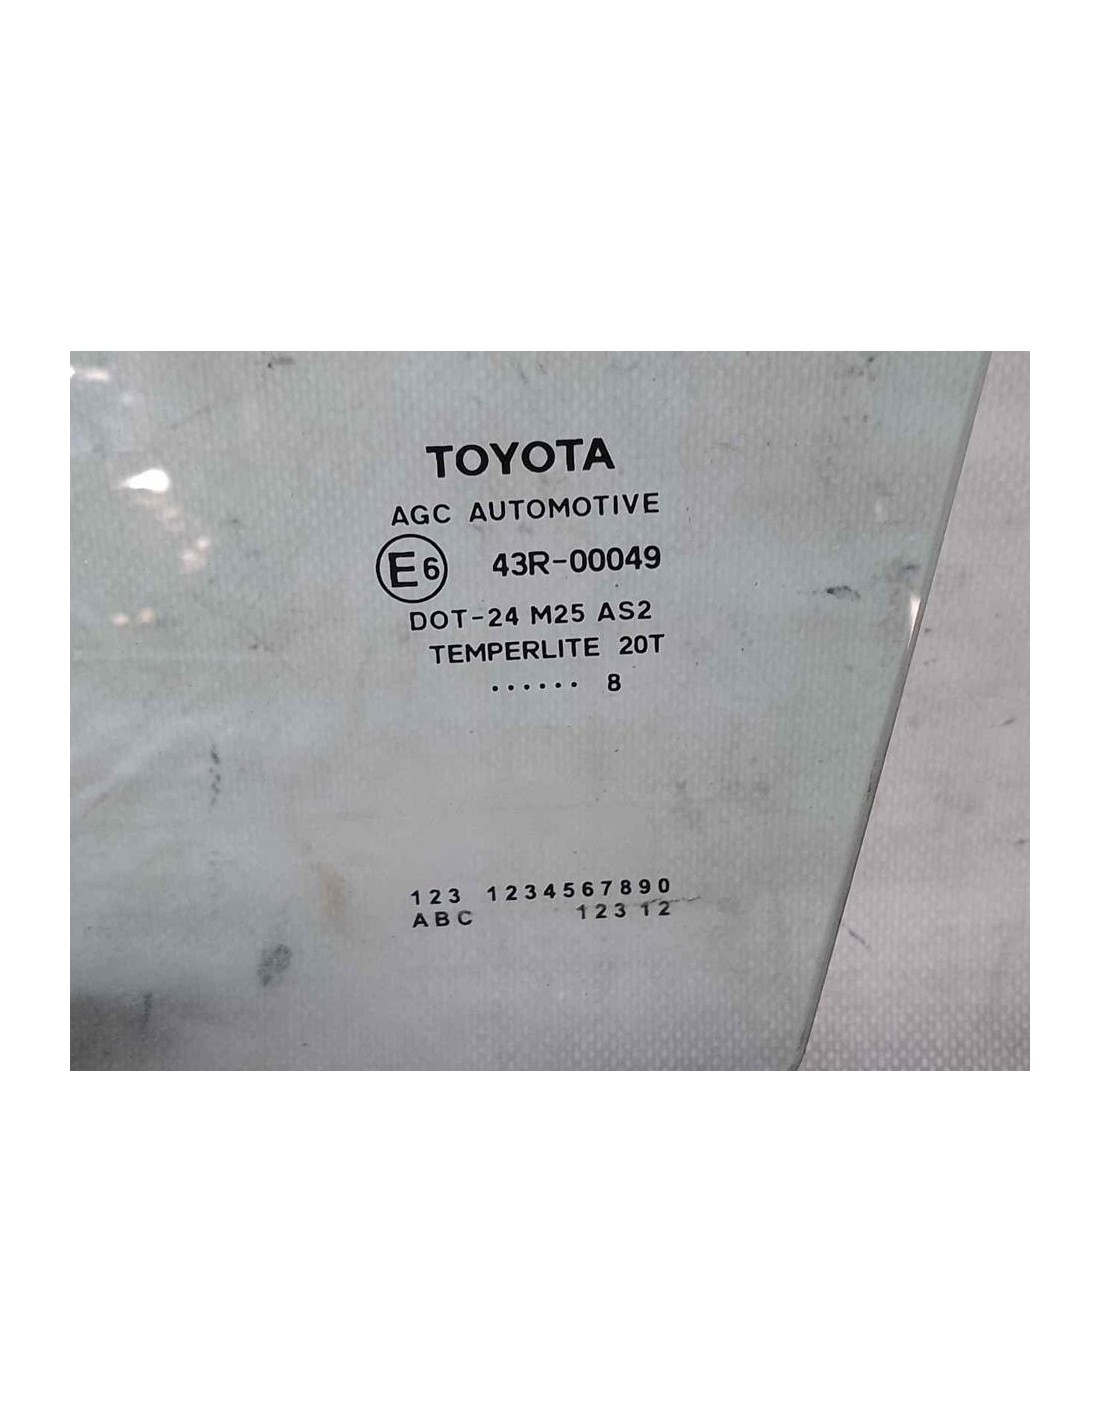 TOYOTA
AGC AUTOMOTIVE
E6 43R-00049
DOT-24 M25 AS2
TEMPERLITE 20T
...... 8
123 1234567890
ABC 123 12